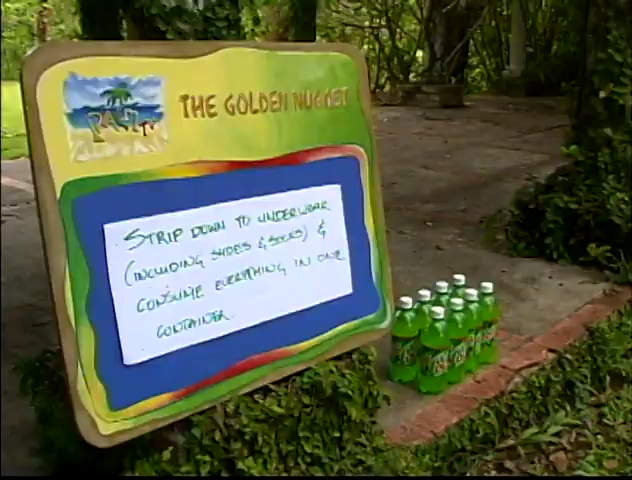 THE GOLDEN NUGGET
STRIP DOWN TO UNDERWEAR
(INCLUDING SHOES & SOCKS) &
CONSUME EVERYTHING IN ONE
CONTAINER.